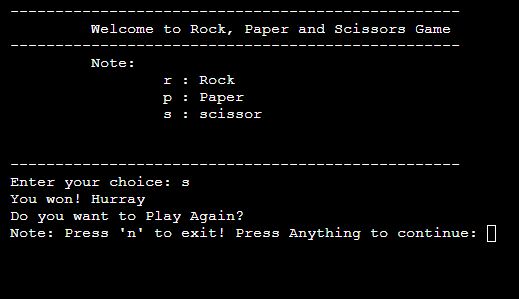 --------------------------------------------------
Welcome to Rock, Paper and Scissors Game
--------------------------------------------------
Note:
r : Rock
p : Paper
s : scissor
--------------------------------------------------
Enter your choice: s
You won! Hurray
Do you want to Play Again?
Note: Press 'n' to exit! Press Anything to continue: